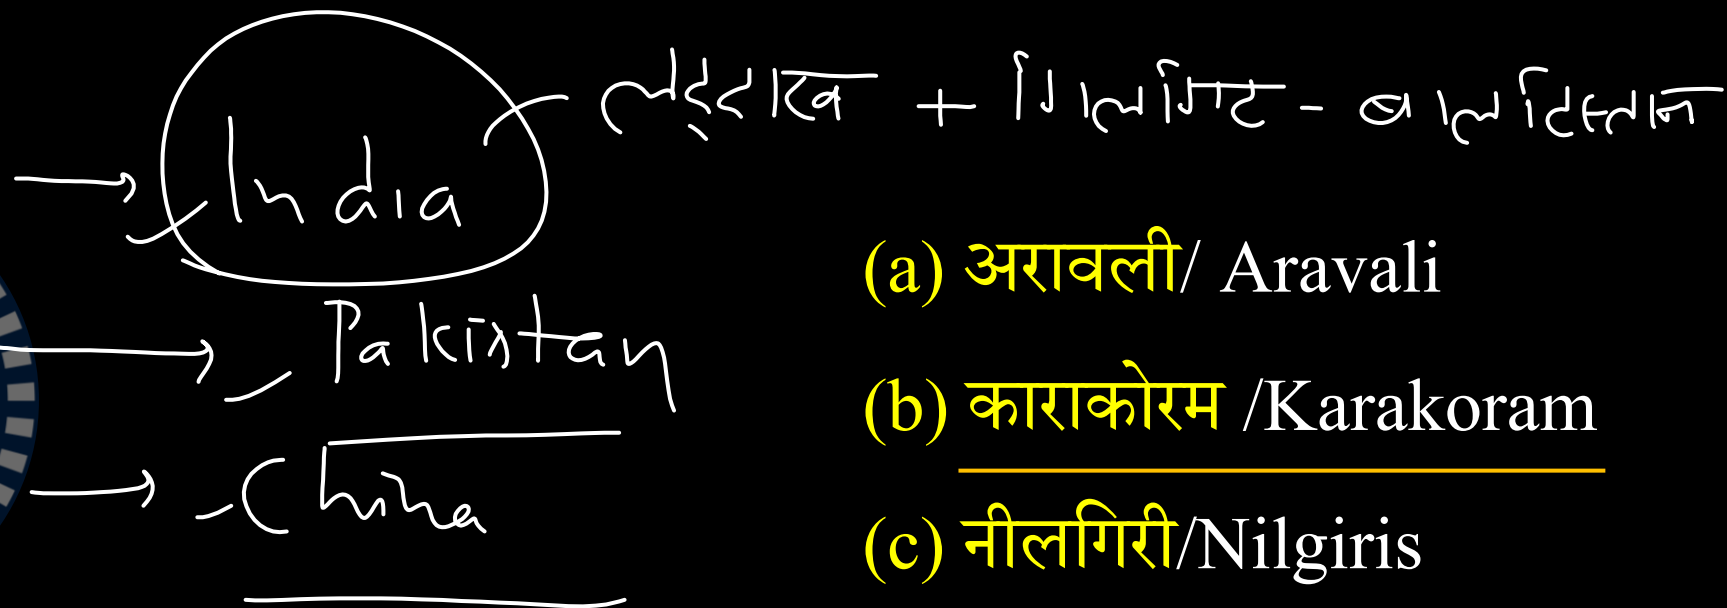 India - लद्दाख + गिलगिट - बाल्टिस्तान
Pakistan
China
(a) अरावली/ Aravali
(b) काराकोरम /Karakoram
(c) नीलगिरी/Nilgiris